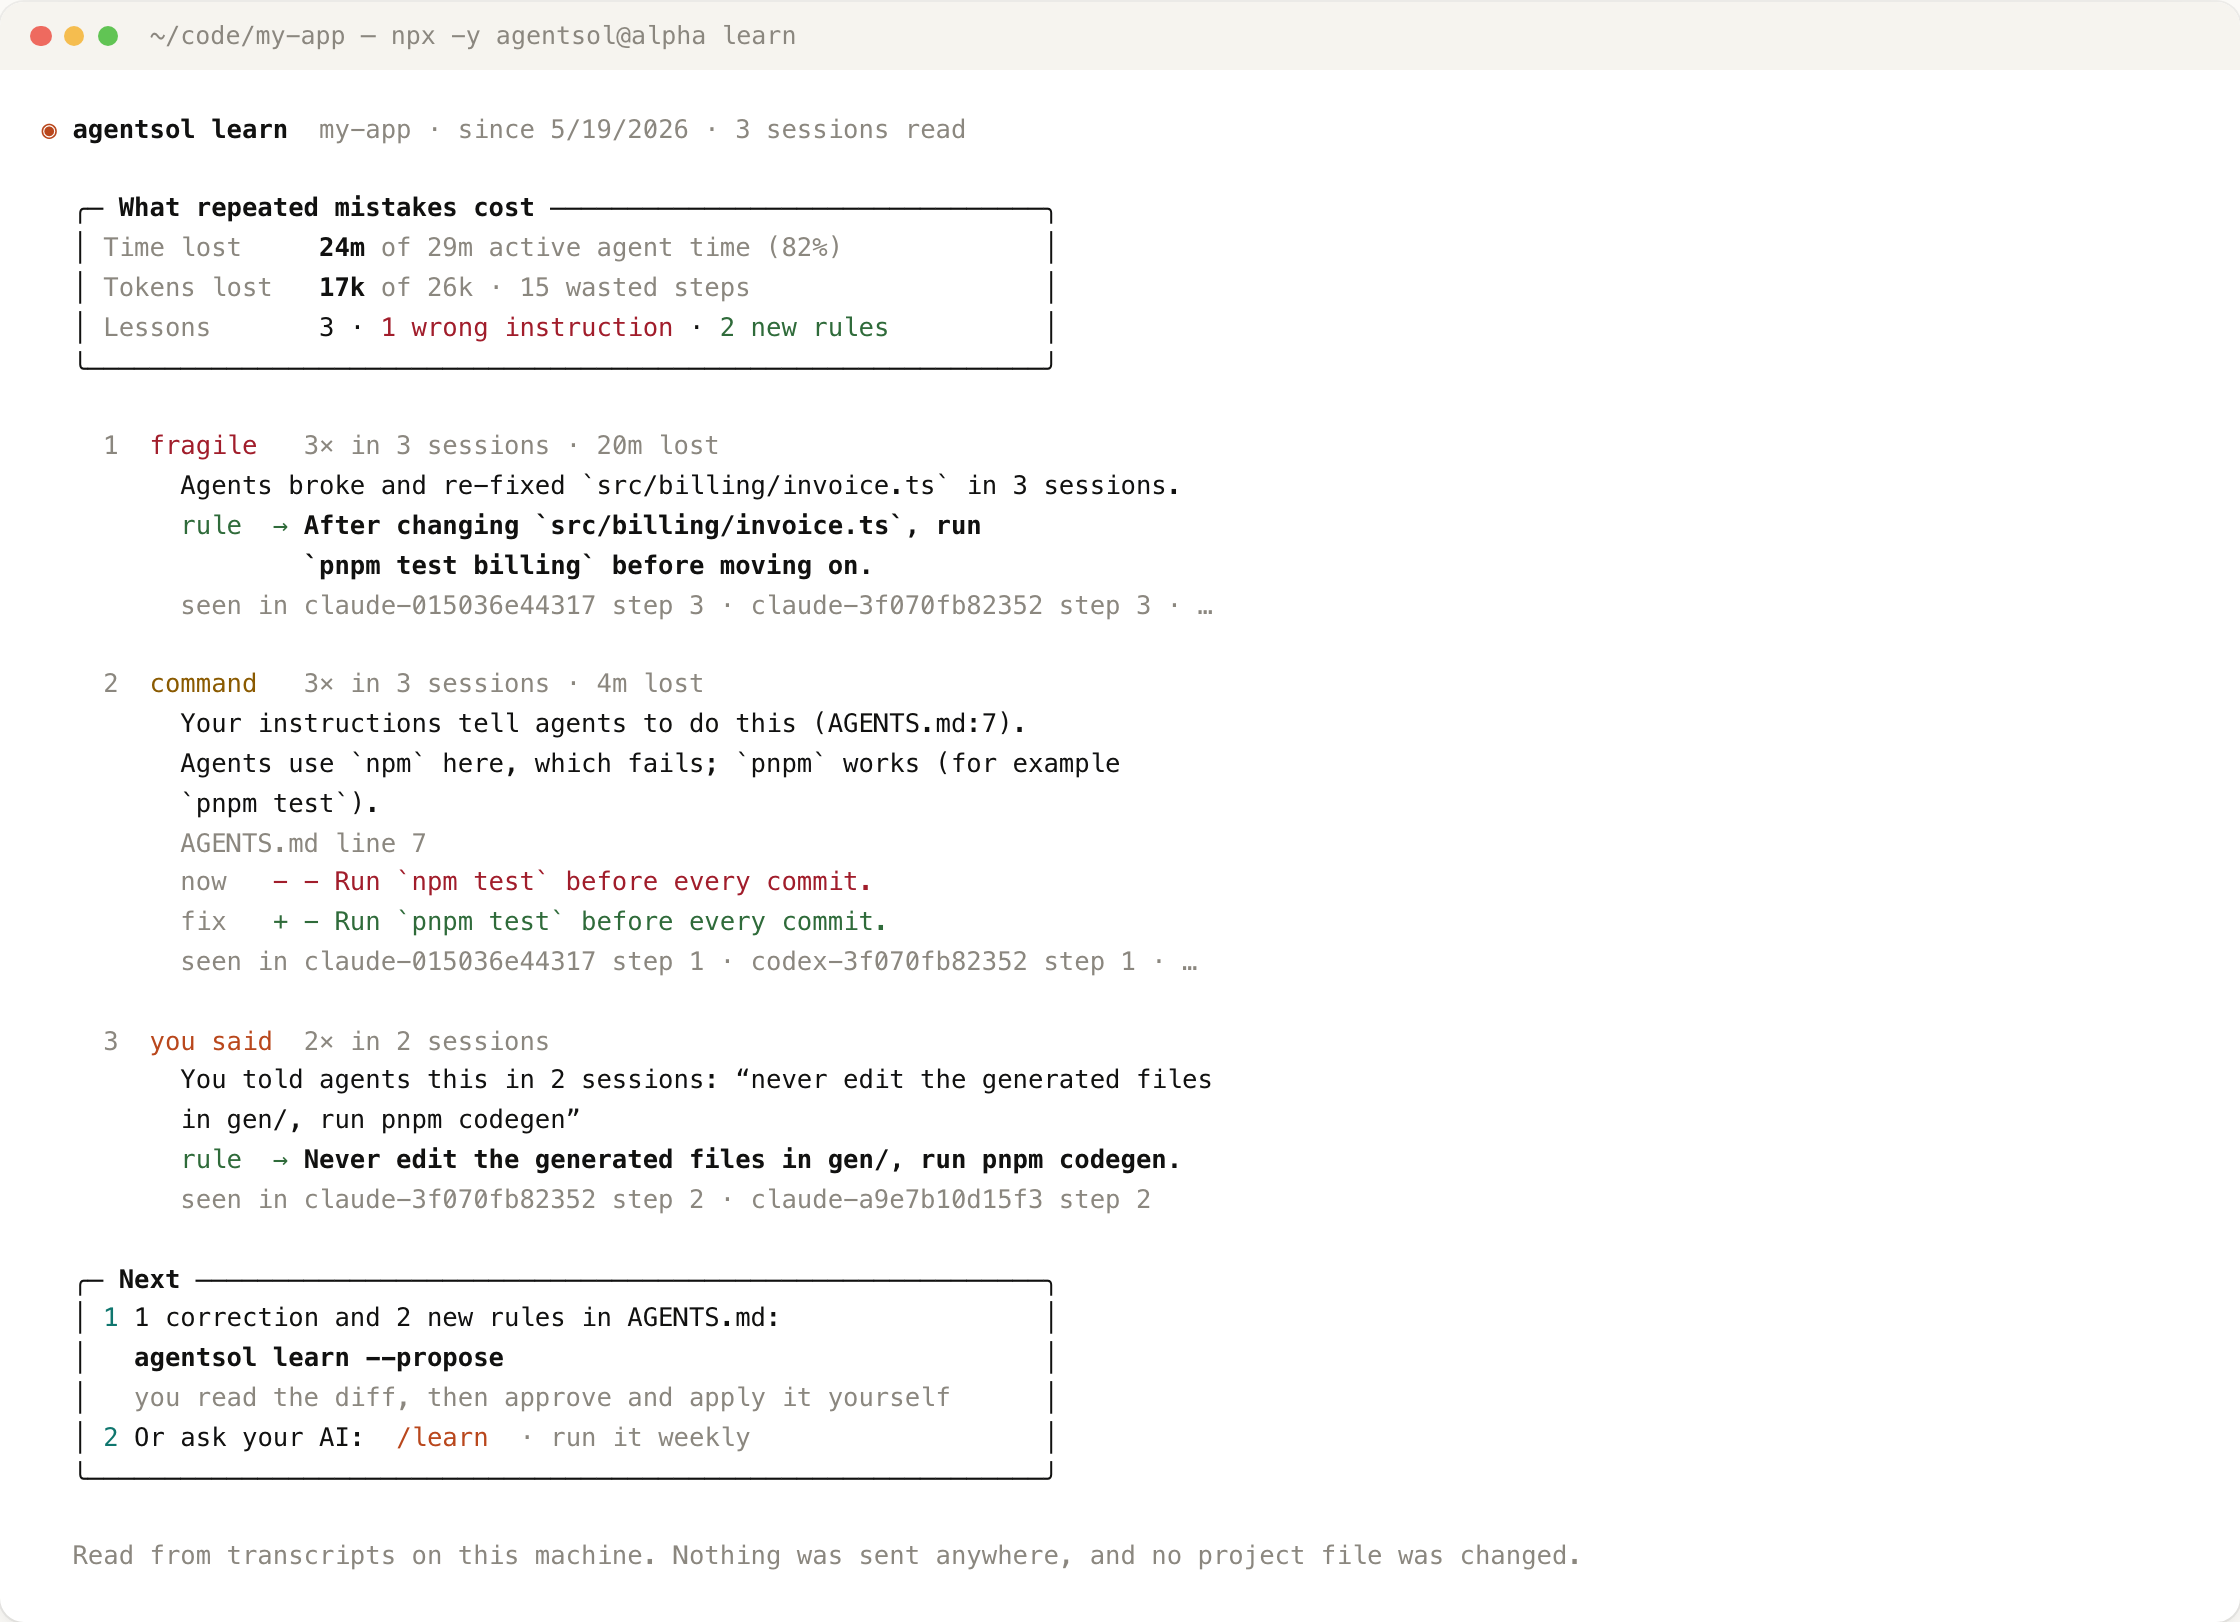 ~/code/my-app — npx -y agentsol@alpha learn
◉ agentsol learn  my-app · since 5/19/2026 · 3 sessions read
What repeated mistakes cost
Time lost     24m of 29m active agent time (82%)
Tokens lost   17k of 26k · 15 wasted steps
Lessons       3 · 1 wrong instruction · 2 new rules
1  fragile   3× in 3 sessions · 20m lost
Agents broke and re-fixed `src/billing/invoice.ts` in 3 sessions.
rule  → After changing `src/billing/invoice.ts`, run
`pnpm test billing` before moving on.
seen in claude-015036e44317 step 3 · claude-3f070fb82352 step 3 · …
2  command   3× in 3 sessions · 4m lost
Your instructions tell agents to do this (AGENTS.md:7).
Agents use `npm` here, which fails; `pnpm` works (for example
`pnpm test`).
AGENTS.md line 7
now   - - Run `npm test` before every commit.
fix   + - Run `pnpm test` before every commit.
seen in claude-015036e44317 step 1 · codex-3f070fb82352 step 1 · …
3  you said  2× in 2 sessions
You told agents this in 2 sessions: “never edit the generated files
in gen/, run pnpm codegen”
rule  → Never edit the generated files in gen/, run pnpm codegen.
seen in claude-3f070fb82352 step 2 · claude-a9e7b10d15f3 step 2
Next
1 1 correction and 2 new rules in AGENTS.md:
agentsol learn --propose
you read the diff, then approve and apply it yourself
2 Or ask your AI:  /learn  · run it weekly
Read from transcripts on this machine. Nothing was sent anywhere, and no project file was changed.